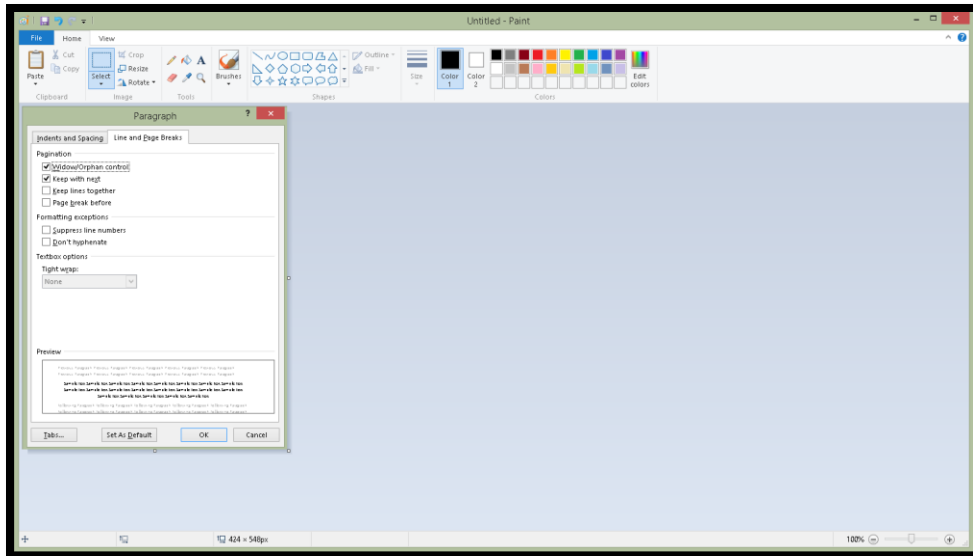 Untitled - Paint
File Home View
Cut
Copy
Paste
Clipboard
Select
Crop
Resize
Rotate
Image
Tools
Brushes
Outline
Fill
Shapes
Size
Color 1
Color 2
Colors
Edit colors
Paragraph
Indents and Spacing Line and Page Breaks
Pagination
Widow/Orphan control
Keep with next
Keep lines together
Page break before
Formatting exceptions
Suppress line numbers
Don't hyphenate
Textbox options
Tight wrap:
None
Preview
Tabs... Set As Default OK Cancel
424 × 548px
100%